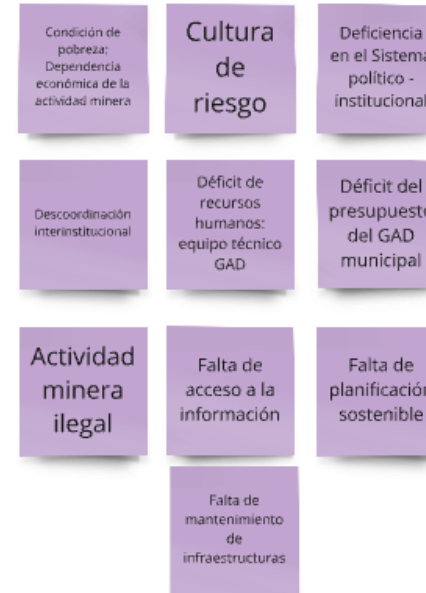 Condición de
pobreza:
Dependencia
económica de la
actividad minera
Cultura
de
riesgo
Deficiencia
en el Sistema
político -
institucional
Descoordinación
interinstitucional
Déficit de
recursos
humanos:
equipo técnico
GAD
Déficit del
presupuesto
del GAD
municipal
Actividad
minera
ilegal
Falta de
acceso a la
información
Falta de
planificación
sostenible
Falta de
mantenimiento
de
infraestructuras